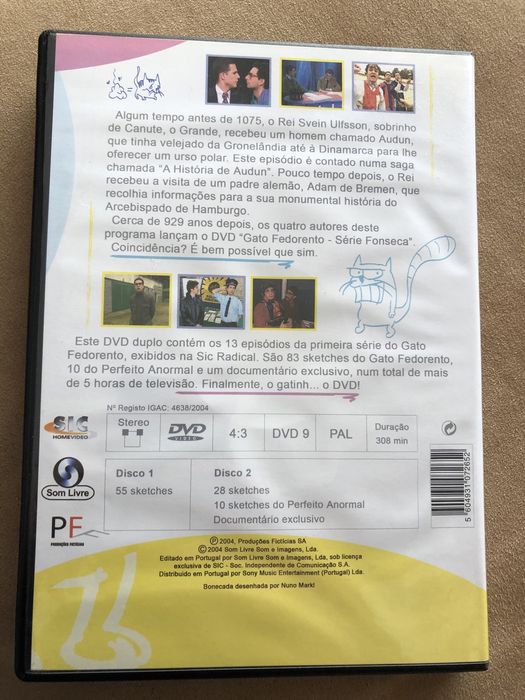 Algum tempo antes de 1075, o Rei Svein Ulfsson, sobrinho
de Canute, o Grande, recebeu um homem chamado Audun,
que tinha velejado da Gronelândia até à Dinamarca para lhe
oferecer um urso polar. Este episódio é contado numa saga
chamada "A História de Audun". Pouco tempo depois, o Rei
recebeu a visita de um padre alemão, Adam de Bremen, que
recolhia informações para a sua monumental história do
Arcebispado de Hamburgo.
Cerca de 929 anos depois, os quatro autores deste
programa lançam o DVD "Gato Fedorento - Série Fonseca".
Coincidência? É bem possível que sim.
Este DVD duplo contém os 13 episódios da primeira série do Gato
Fedorento, exibidos na Sic Radical. São 83 sketches do Gato Fedorento,
10 do Perfeito Anormal e um documentário exclusivo, num total de mais
de 5 horas de televisão. Finalmente, o gatinh... o DVD!
Nº Registo IGAC: 4638/2004
SIC
HOMEVIDEO
Stereo
DVD
VIDEO
4:3
DVD 9
PAL
Duração
308 min
Som Livre
Disco 1
55 sketches
Disco 2
28 sketches
10 sketches do Perfeito Anormal
Documentário exclusivo
5 604931 072652
PF
PRODUÇÕES FICTÍCIAS
Ⓟ 2004, Produções Fictícias SA
© 2004 Som Livre Som e Imagens, Lda.
Editado em Portugal por Som Livre Som e Imagens, Lda, sob licença
exclusiva de SIC - Soc. Independente de Comunicação S.A.
Distribuido em Portugal por Sony Music Entertainment (Portugal) Lda.
Bonecada desenhada por Nuno Markl